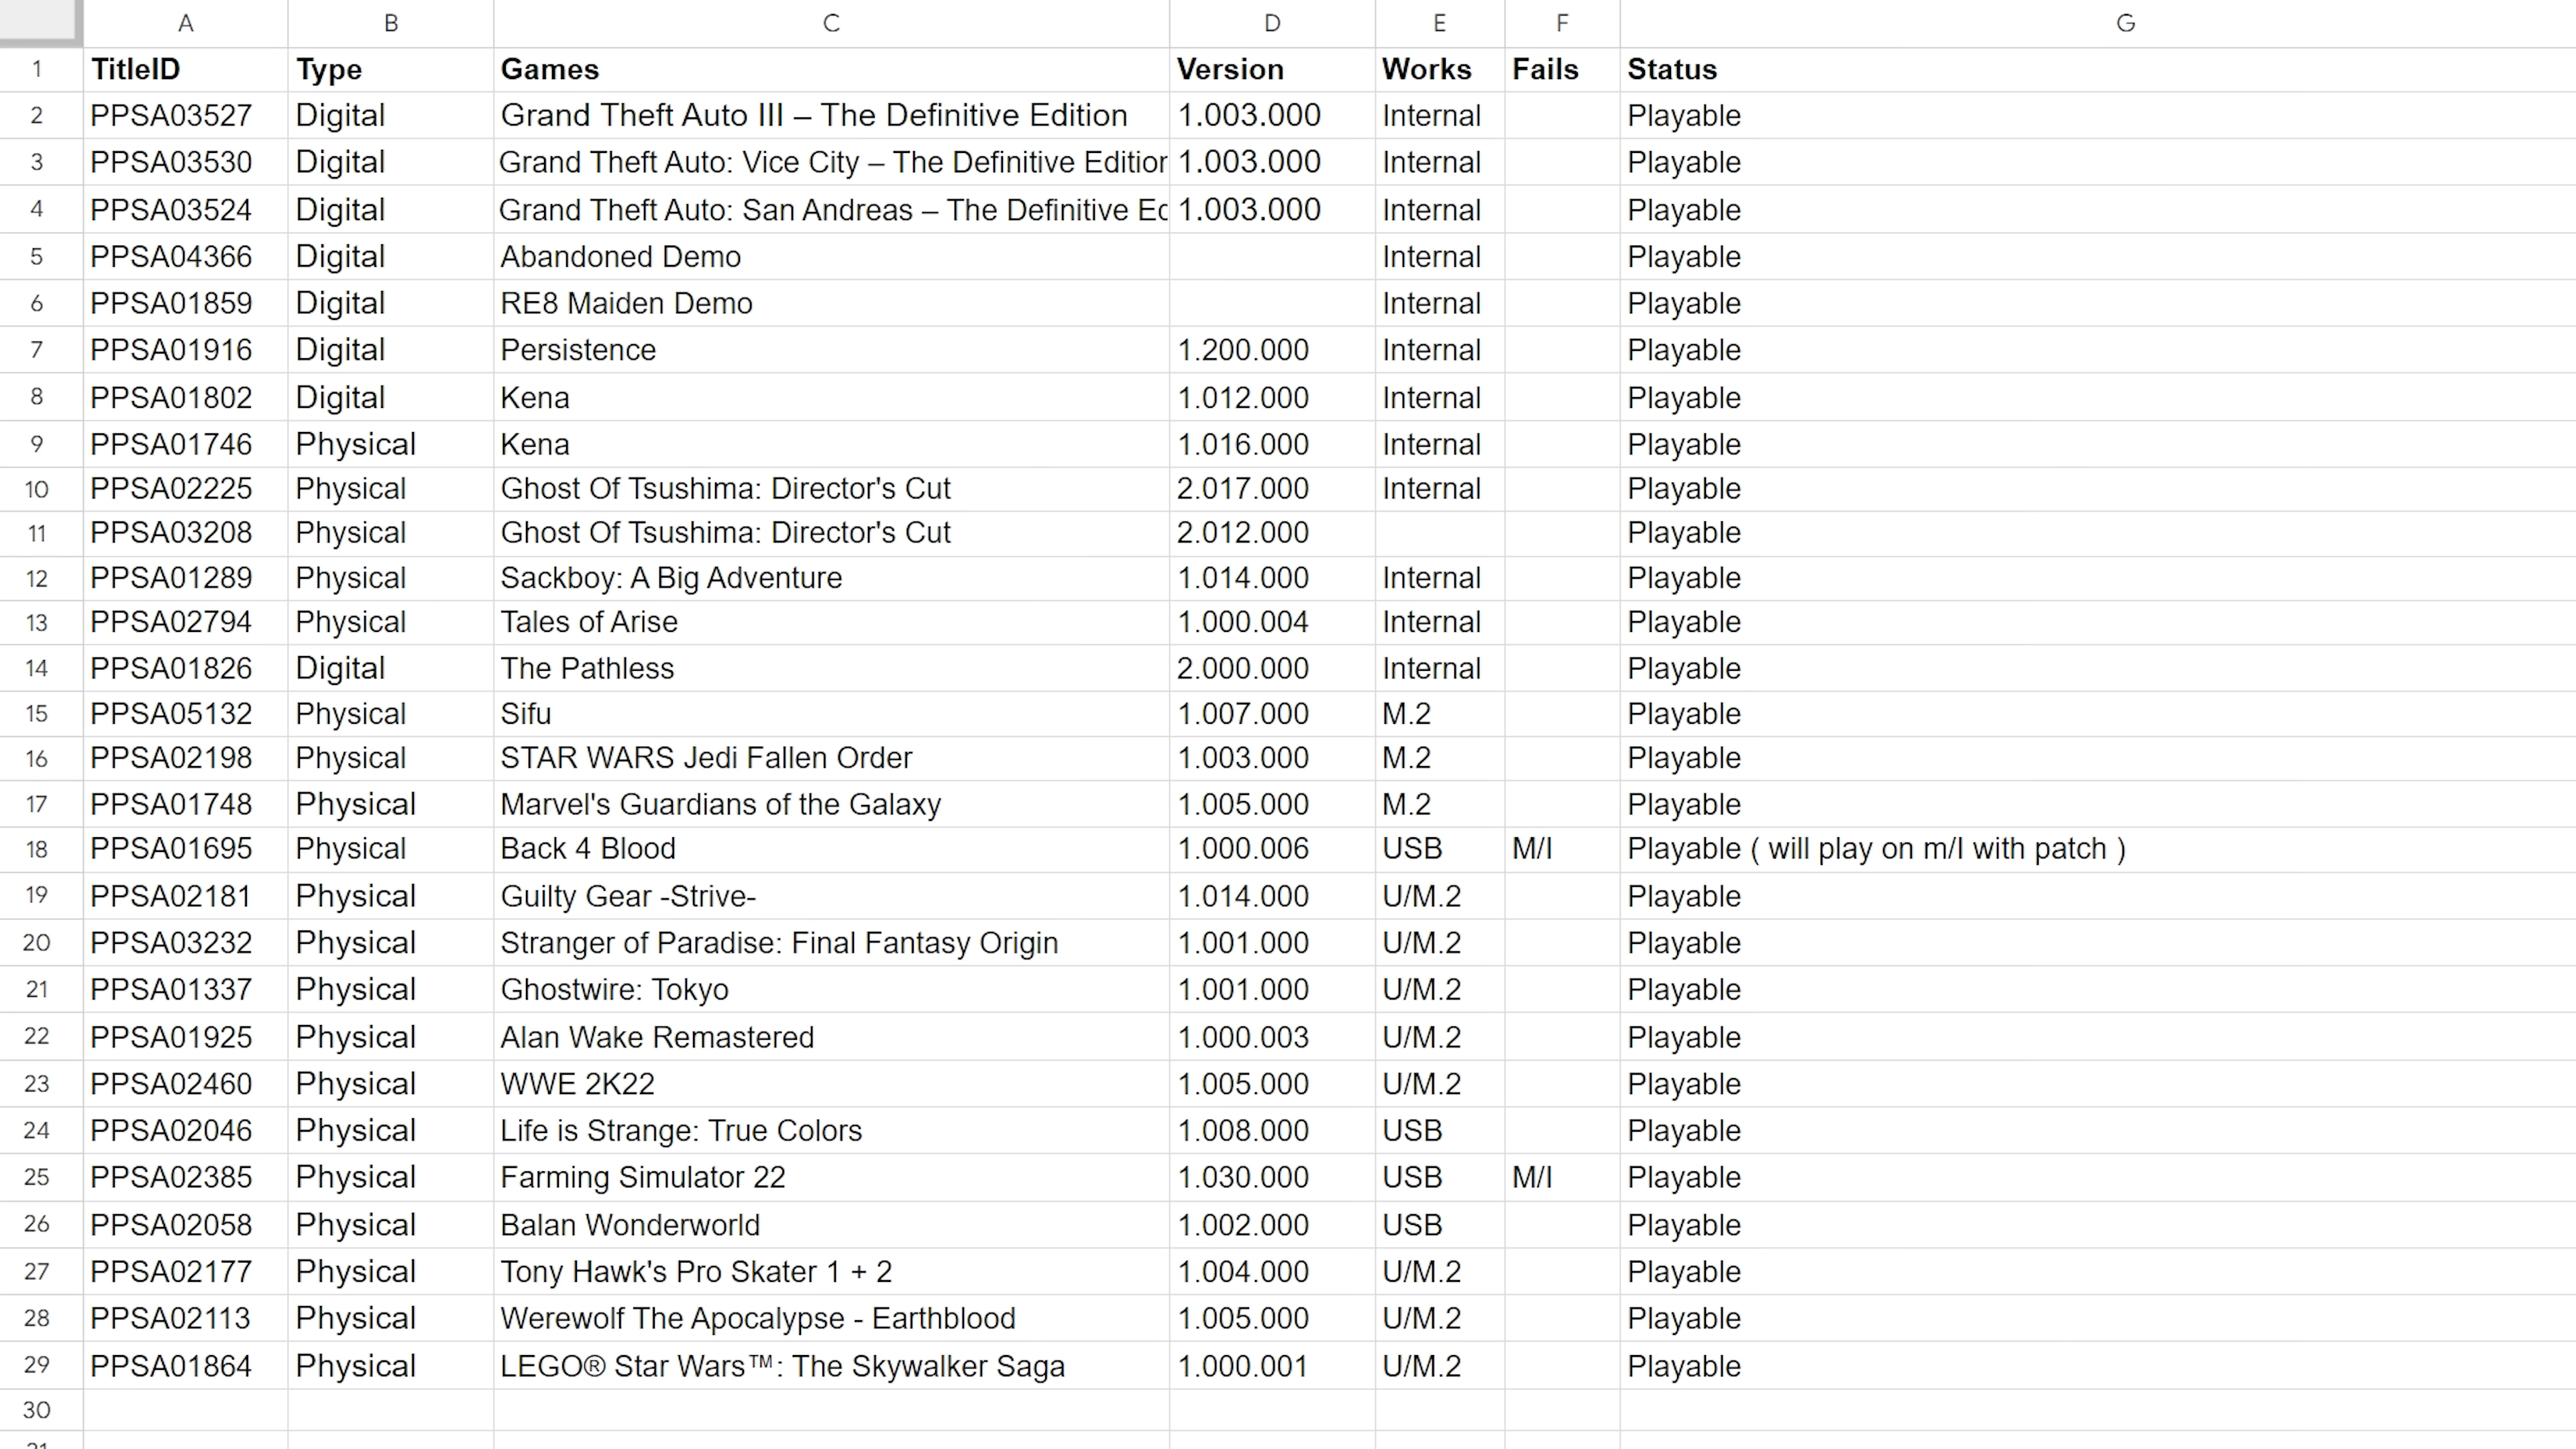 A B C D E F G
1 TitleID Type Games Version Works Fails Status
2 PPSA03527 Digital Grand Theft Auto III – The Definitive Edition 1.003.000 Internal Playable
3 PPSA03530 Digital Grand Theft Auto: Vice City – The Definitive Edition 1.003.000 Internal Playable
4 PPSA03524 Digital Grand Theft Auto: San Andreas – The Definitive Ed 1.003.000 Internal Playable
5 PPSA04366 Digital Abandoned Demo Internal Playable
6 PPSA01859 Digital RE8 Maiden Demo Internal Playable
7 PPSA01916 Digital Persistence 1.200.000 Internal Playable
8 PPSA01802 Digital Kena 1.012.000 Internal Playable
9 PPSA01746 Physical Kena 1.016.000 Internal Playable
10 PPSA02225 Physical Ghost Of Tsushima: Director's Cut 2.017.000 Internal Playable
11 PPSA03208 Physical Ghost Of Tsushima: Director's Cut 2.012.000 Playable
12 PPSA01289 Physical Sackboy: A Big Adventure 1.014.000 Internal Playable
13 PPSA02794 Physical Tales of Arise 1.000.004 Internal Playable
14 PPSA01826 Digital The Pathless 2.000.000 Internal Playable
15 PPSA05132 Physical Sifu 1.007.000 M.2 Playable
16 PPSA02198 Physical STAR WARS Jedi Fallen Order 1.003.000 M.2 Playable
17 PPSA01748 Physical Marvel's Guardians of the Galaxy 1.005.000 M.2 Playable
18 PPSA01695 Physical Back 4 Blood 1.000.006 USB M/I Playable ( will play on m/I with patch )
19 PPSA02181 Physical Guilty Gear -Strive- 1.014.000 U/M.2 Playable
20 PPSA03232 Physical Stranger of Paradise: Final Fantasy Origin 1.001.000 U/M.2 Playable
21 PPSA01337 Physical Ghostwire: Tokyo 1.001.000 U/M.2 Playable
22 PPSA01925 Physical Alan Wake Remastered 1.000.003 U/M.2 Playable
23 PPSA02460 Physical WWE 2K22 1.005.000 U/M.2 Playable
24 PPSA02046 Physical Life is Strange: True Colors 1.008.000 USB Playable
25 PPSA02385 Physical Farming Simulator 22 1.030.000 USB M/I Playable
26 PPSA02058 Physical Balan Wonderworld 1.002.000 USB Playable
27 PPSA02177 Physical Tony Hawk's Pro Skater 1 + 2 1.004.000 U/M.2 Playable
28 PPSA02113 Physical Werewolf The Apocalypse - Earthblood 1.005.000 U/M.2 Playable
29 PPSA01864 Physical LEGO® Star Wars™: The Skywalker Saga 1.000.001 U/M.2 Playable
30